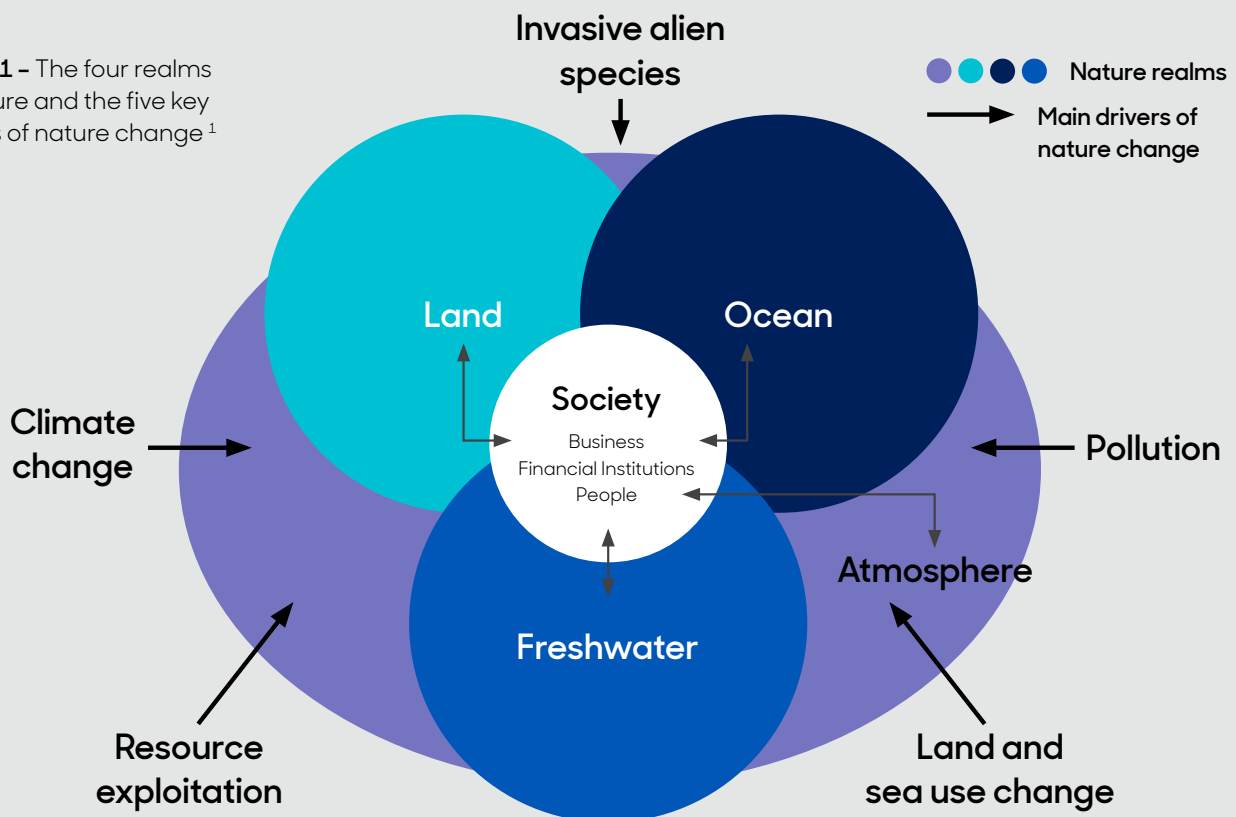 1 – The four realms
ure and the five key
s of nature change ¹
Invasive alien
species
Nature realms
Main drivers of
nature change
Land
Ocean
Society
Business
Financial Institutions
People
Climate
change
Pollution
Atmosphere
Freshwater
Resource
exploitation
Land and
sea use change